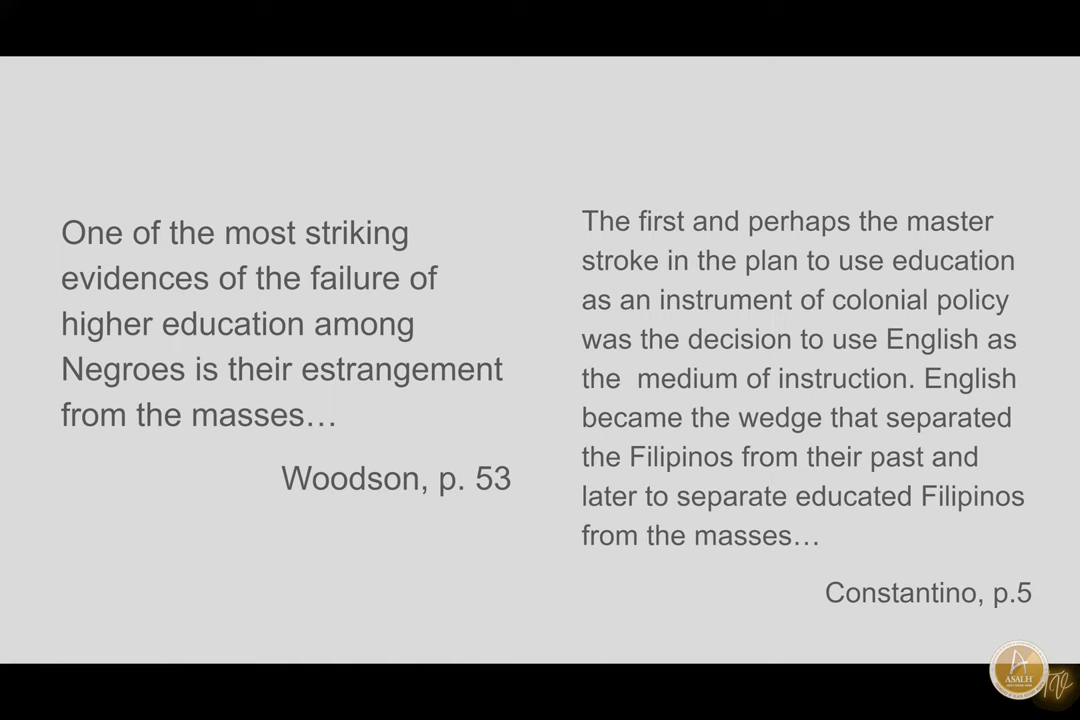 One of the most striking
evidences of the failure of
higher education among
Negroes is their estrangement
from the masses…
Woodson, p. 53
The first and perhaps the master
stroke in the plan to use education
as an instrument of colonial policy
was the decision to use English as
the  medium of instruction. English
became the wedge that separated
the Filipinos from their past and
later to separate educated Filipinos
from the masses…
Constantino, p.5
ASALH
TV